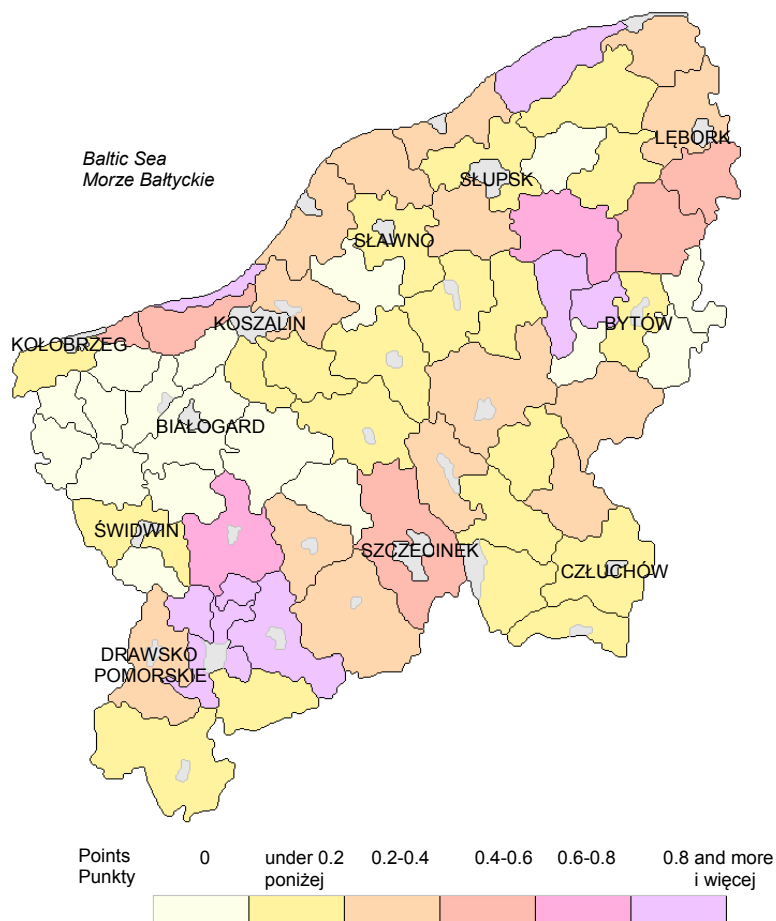 Baltic Sea
Morze Bałtyckie
LĘBORK
SŁUPSK
SŁAWNO
KOSZALIN
BYTÓW
KOŁOBRZEG
BIAŁOGARD
ŚWIDWIN
SZCZECINEK
CZŁUCHÓW
DRAWSKO
POMORSKIE
Points 0 under 0.2 0.2-0.4 0.4-0.6 0.6-0.8 0.8 and more
Punkty poniżej i więcej